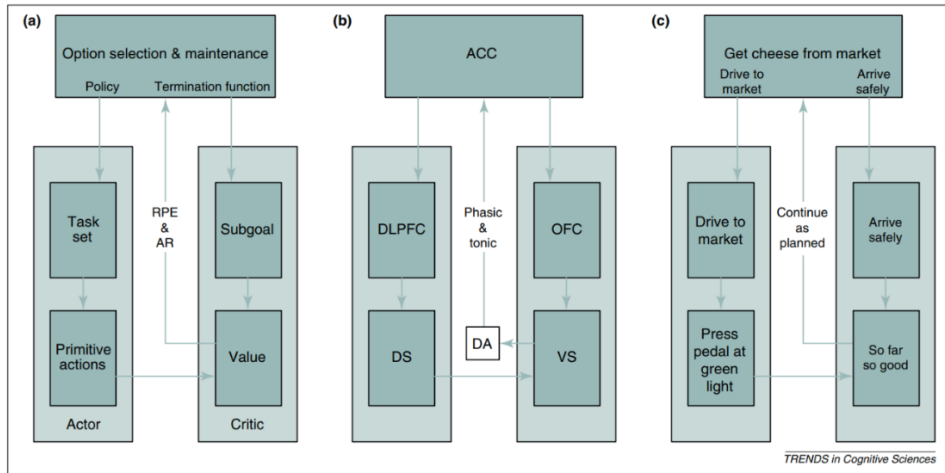 (a)
Option selection & maintenance
Policy
Termination function
Task
set
RPE
&
AR
Subgoal
Primitive
actions
Value
Actor
Critic
(b)
ACC
DLPFC
Phasic
&
tonic
OFC
DS
DA
VS
(c)
Get cheese from market
Drive to
market
Arrive
safely
Drive to
market
Continue
as
planned
Arrive
safely
Press
pedal at
green
light
So far
so good
TRENDS in Cognitive Sciences